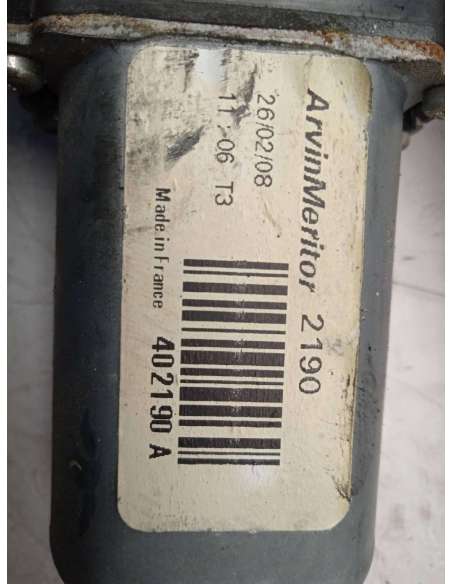 ArvinMeritor 2190
26/02/08
11 :06 T3
Made in France 402190 A